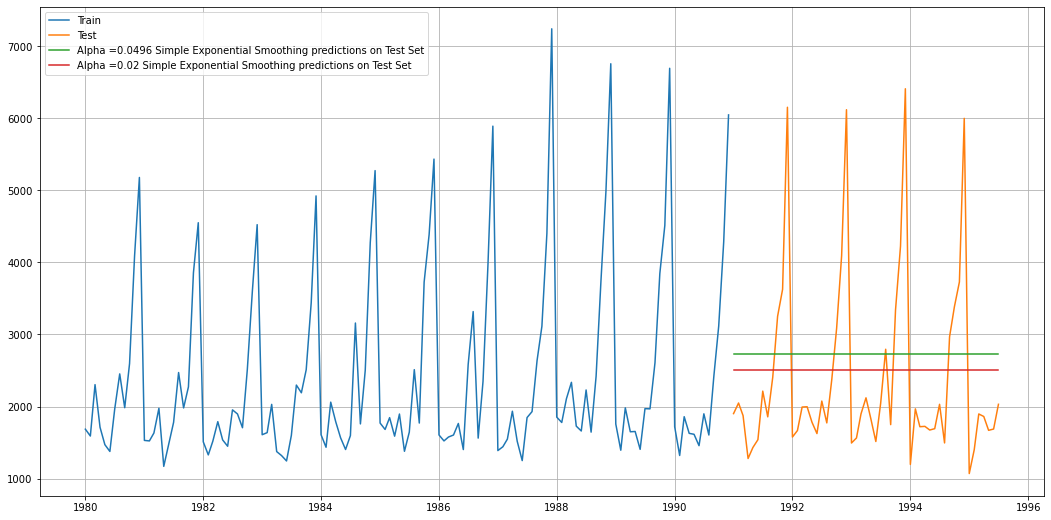 Train
Test
Alpha =0.0496 Simple Exponential Smoothing predictions on Test Set
Alpha =0.02 Simple Exponential Smoothing predictions on Test Set
7000
6000
5000
4000
3000
2000
1000
1980 1982 1984 1986 1988 1990 1992 1994 1996